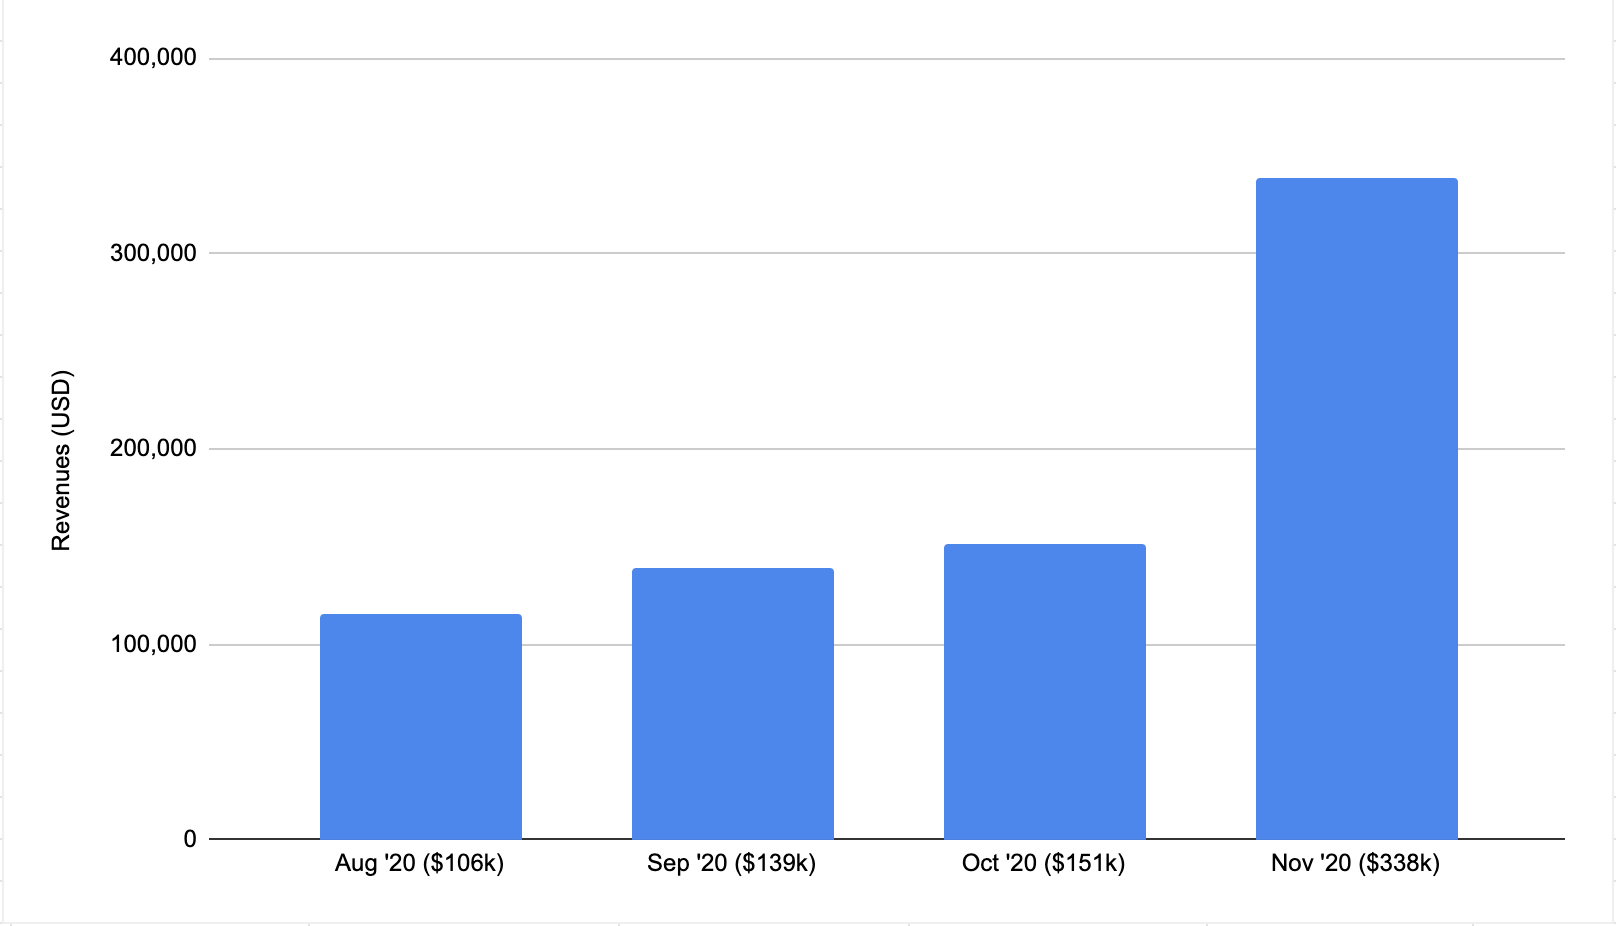 400,000
300,000
200,000
100,000
0
Revenues (USD)
Aug '20 ($106k)
Sep '20 ($139k)
Oct '20 ($151k)
Nov '20 ($338k)